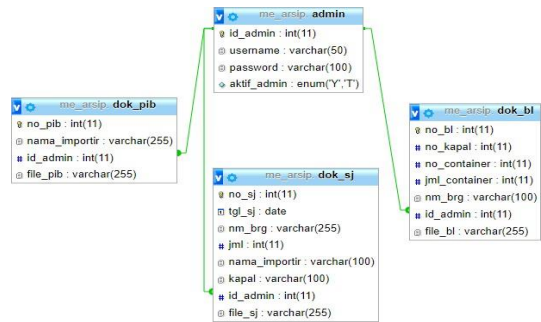 me_arsip admin
id_admin : int(11)
username : varchar(50)
password : varchar(100)
aktif_admin : enum('Y','T')
me_arsip dok_pib
no_pib : int(11)
nama_importir : varchar(255)
id_admin : int(11)
file_pib : varchar(255)
me_arsip dok_sj
no_sj : int(11)
tgl_sj : date
nm_brg : varchar(255)
jml : int(11)
nama_importir : varchar(100)
kapal : varchar(100)
id_admin : int(11)
file_sj : varchar(255)
me_arsip dok_bl
no_bl : int(11)
no_kapal : int(11)
no_container : int(11)
jml_container : int(11)
nm_brg : varchar(100)
id_admin : int(11)
file_bl : varchar(255)